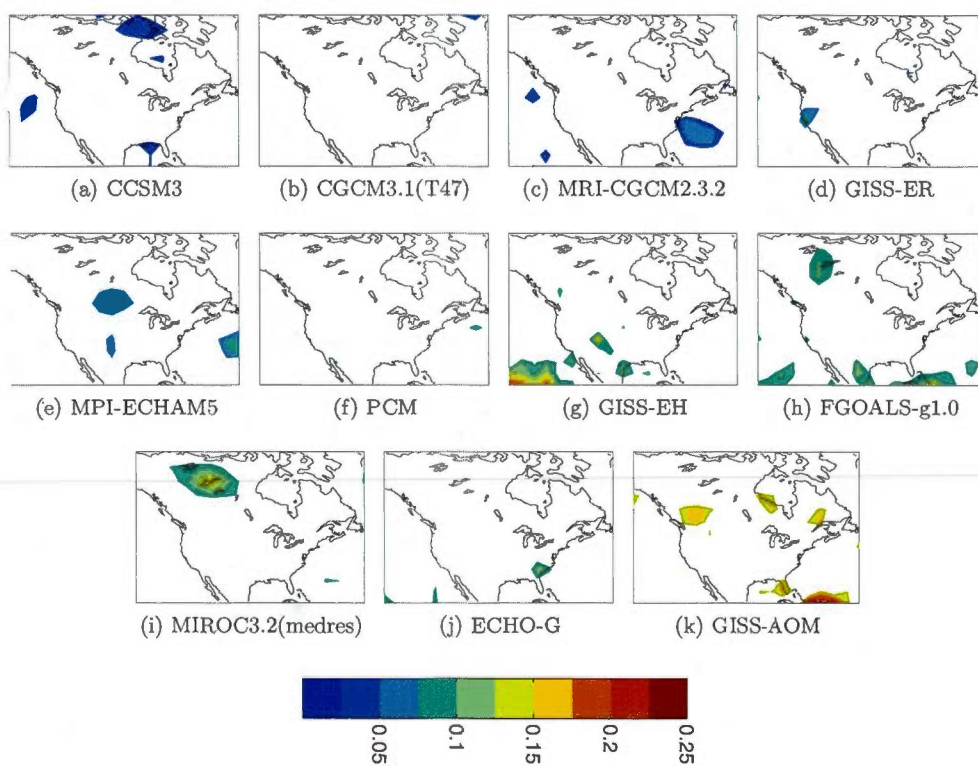 (a) CCSM3
(b) CGCM3.1(T47)
(c) MRI-CGCM2.3.2
(d) GISS-ER
(e) MPI-ECHAM5
(f) PCM
(g) GISS-EH
(h) FGOALS-g1.0
(i) MIROC3.2(medres)
(j) ECHO-G
(k) GISS-AOM
0.05
0.1
0.15
0.2
0.25